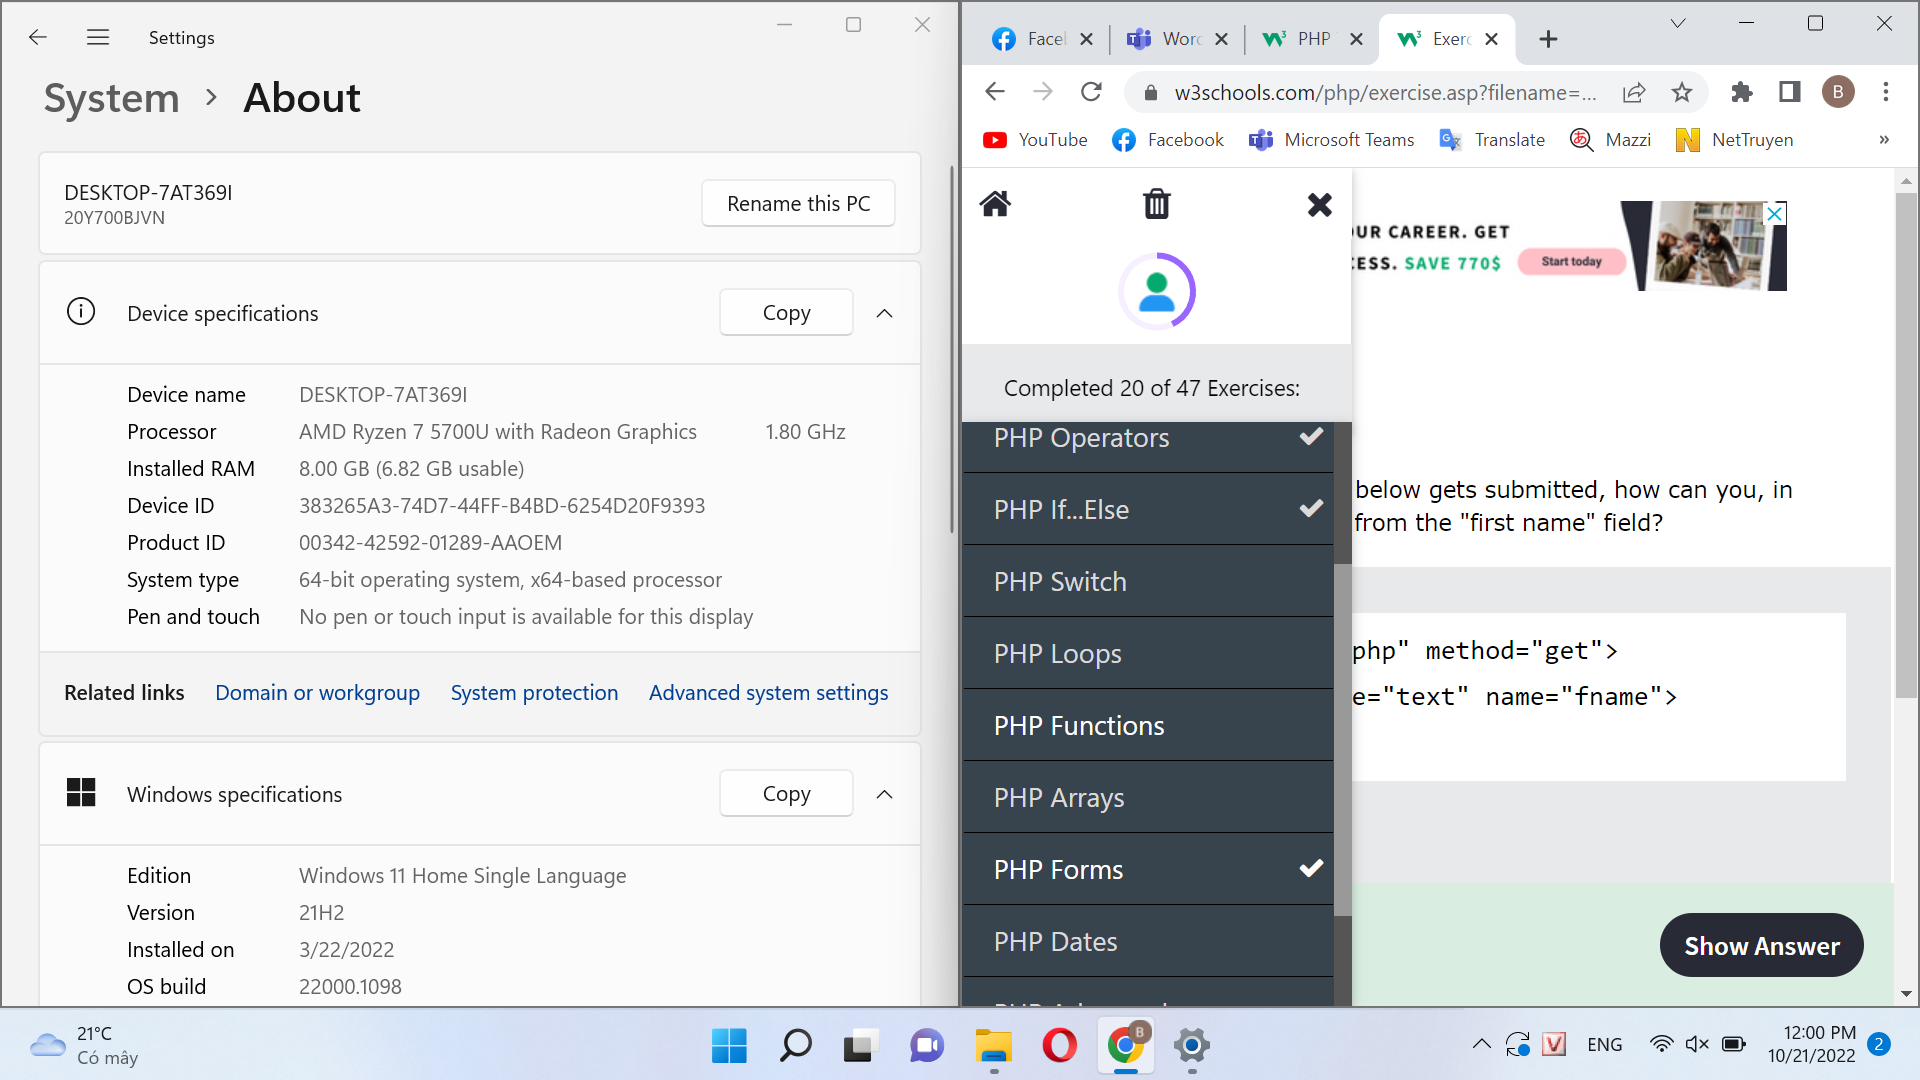 Settings
System > About
DESKTOP-7AT369I
20Y700BJVN
Rename this PC
Device specifications
Copy
Device name DESKTOP-7AT369I
Processor AMD Ryzen 7 5700U with Radeon Graphics 1.80 GHz
Installed RAM 8.00 GB (6.82 GB usable)
Device ID 383265A3-74D7-44FF-B4BD-6254D20F9393
Product ID 00342-42592-01289-AAOEM
System type 64-bit operating system, x64-based processor
Pen and touch No pen or touch input is available for this display
Related links Domain or workgroup System protection Advanced system settings
Windows specifications
Copy
Edition Windows 11 Home Single Language
Version 21H2
Installed on 3/22/2022
OS build 22000.1098
Face Word PHP Exerc
w3schools.com/php/exercise.asp?filename=...
B
YouTube Facebook Microsoft Teams Translate Mazzi NetTruyen »
UR CAREER. GET
CESS. SAVE 770$
Start today
Completed 20 of 47 Exercises:
PHP Operators
PHP If...Else
PHP Switch
PHP Loops
PHP Functions
PHP Arrays
PHP Forms
PHP Dates
below gets submitted, how can you, in
from the "first name" field?
php" method="get">
e="text" name="fname">
Show Answer
21°C
Có mây
B
V
ENG
12:00 PM
10/21/2022
2